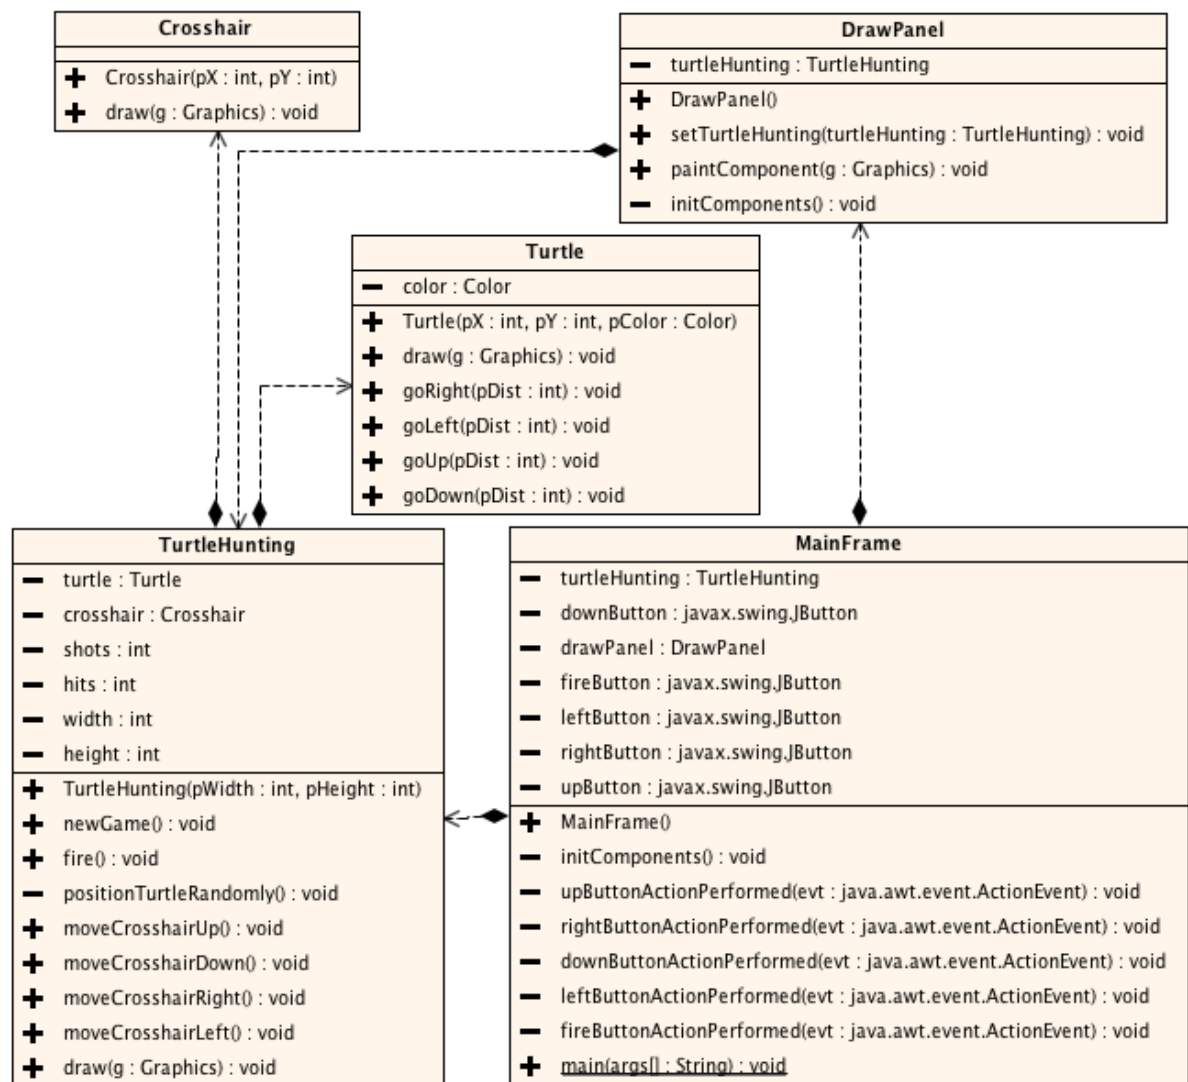 Crosshair
+ Crosshair(pX : int, pY : int)
+ draw(g : Graphics) : void
DrawPanel
− turtleHunting : TurtleHunting
+ DrawPanel()
+ setTurtleHunting(turtleHunting : TurtleHunting) : void
+ paintComponent(g : Graphics) : void
− initComponents() : void
Turtle
− color : Color
+ Turtle(pX : int, pY : int, pColor : Color)
+ draw(g : Graphics) : void
+ goRight(pDist : int) : void
+ goLeft(pDist : int) : void
+ goUp(pDist : int) : void
+ goDown(pDist : int) : void
TurtleHunting
− turtle : Turtle
− crosshair : Crosshair
− shots : int
− hits : int
− width : int
− height : int
+ TurtleHunting(pWidth : int, pHeight : int)
+ newGame() : void
+ fire() : void
− positionTurtleRandomly() : void
+ moveCrosshairUp() : void
+ moveCrosshairDown() : void
+ moveCrosshairRight() : void
+ moveCrosshairLeft() : void
+ draw(g : Graphics) : void
MainFrame
− turtleHunting : TurtleHunting
− downButton : javax.swing.JButton
− drawPanel : DrawPanel
− fireButton : javax.swing.JButton
− leftButton : javax.swing.JButton
− rightButton : javax.swing.JButton
− upButton : javax.swing.JButton
+ MainFrame()
− initComponents() : void
− upButtonActionPerformed(evt : java.awt.event.ActionEvent) : void
− rightButtonActionPerformed(evt : java.awt.event.ActionEvent) : void
− downButtonActionPerformed(evt : java.awt.event.ActionEvent) : void
− leftButtonActionPerformed(evt : java.awt.event.ActionEvent) : void
− fireButtonActionPerformed(evt : java.awt.event.ActionEvent) : void
+ main(args[] : String) : void